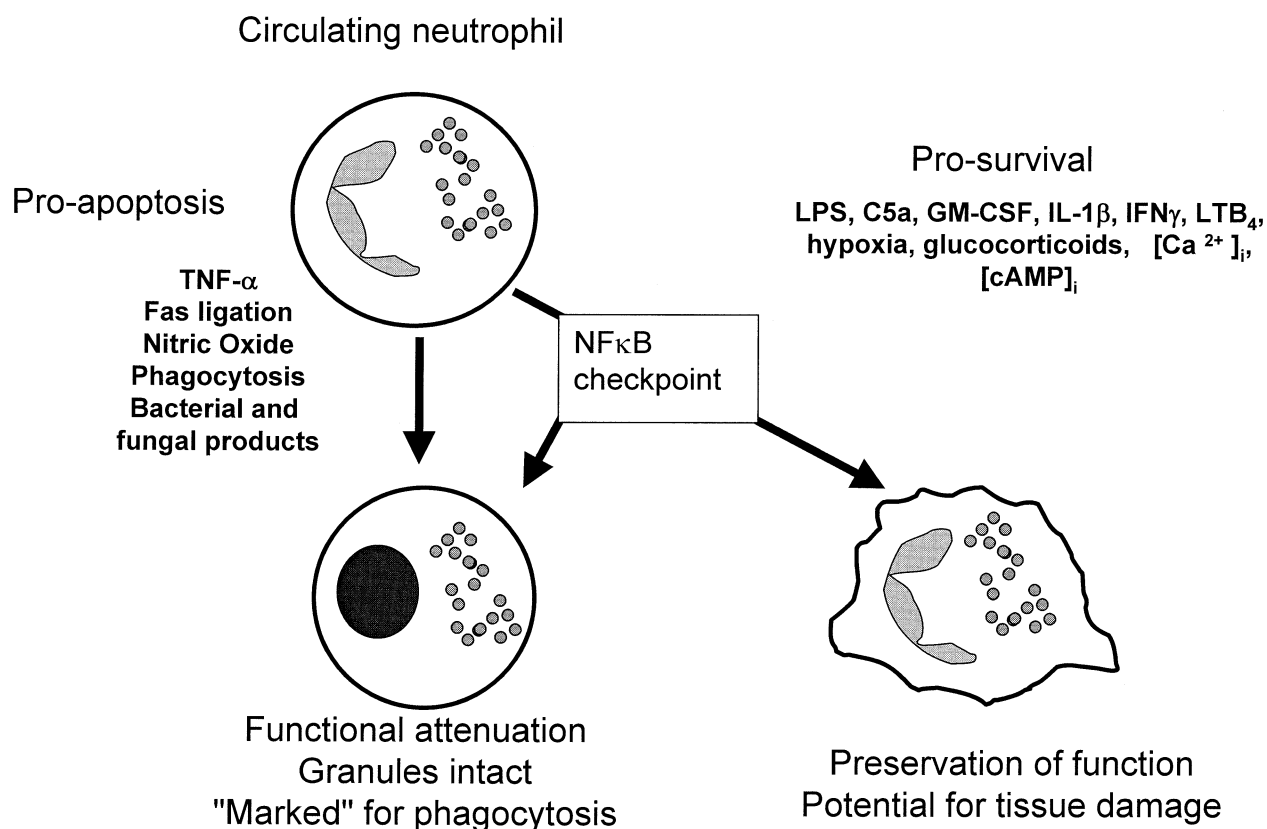 Circulating neutrophil
Pro-apoptosis
TNF-α
Fas ligation
Nitric Oxide
Phagocytosis
Bacterial and
fungal products
Pro-survival
LPS, C5a, GM-CSF, IL-1β, IFNγ, LTB₄,
hypoxia, glucocorticoids, [Ca ²⁺ ]ᵢ,
[cAMP]ᵢ
NFκB
checkpoint
Functional attenuation
Granules intact
"Marked" for phagocytosis
Preservation of function
Potential for tissue damage